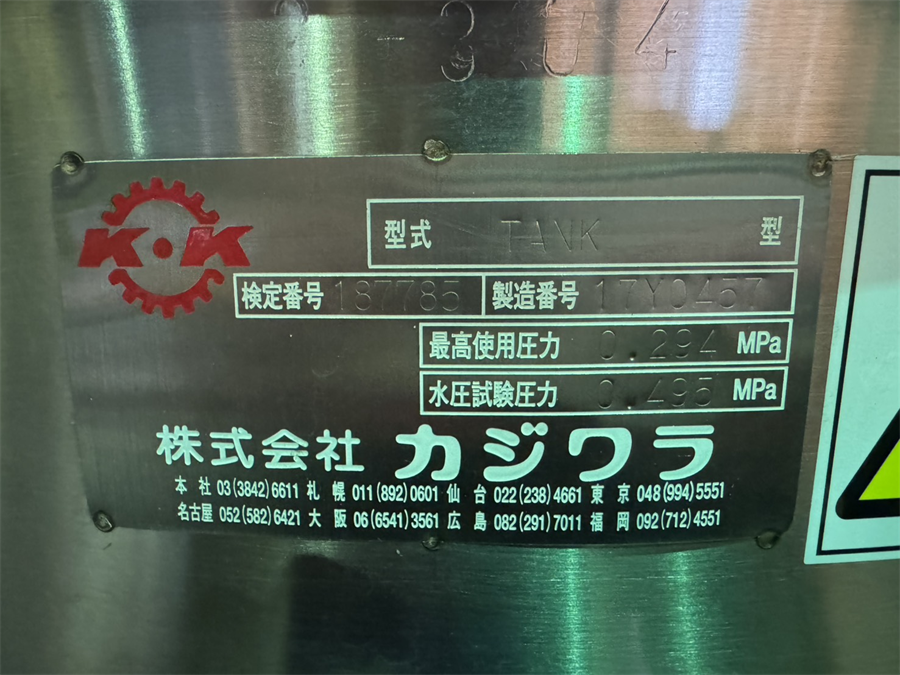 -304
K・K
型式 TANK 型
検定番号 187785 製造番号 17Y0457
最高使用圧力 0.294 MPa
水圧試験圧力 0.495 MPa
株式会社 カジワラ
本社 03(3842)6611 札幌 011(892)0601 仙台 022(238)4661 東京 048(994)5551
名古屋 052(582)6421 大阪 06(6541)3561 広島 082(291)7011 福岡 092(712)4551